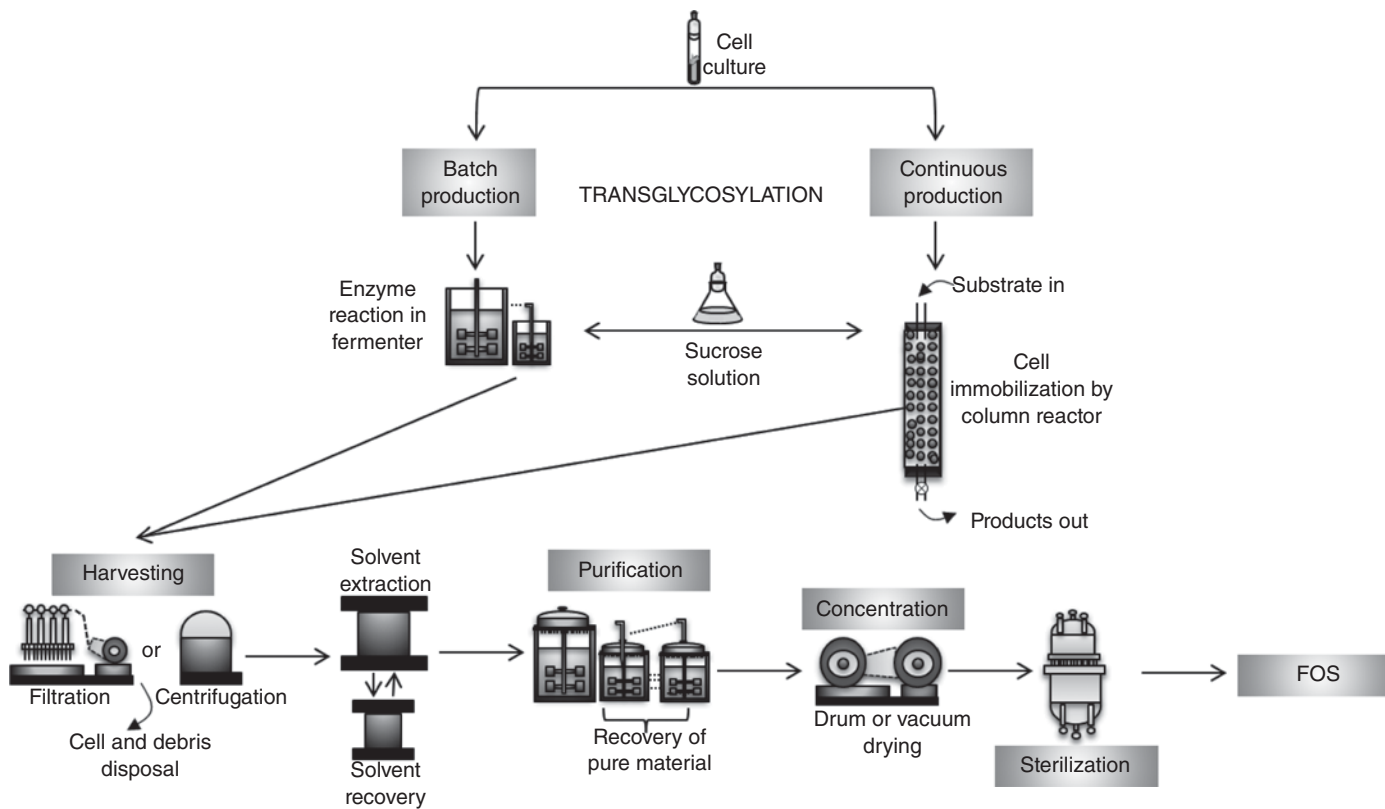 Cell
culture
Batch
production
TRANSGLYCOSYLATION
Continuous
production
Enzyme
reaction in
fermenter
Sucrose
solution
Substrate in
Cell
immobilization by
column reactor
Products out
Harvesting
Filtration
or
Centrifugation
Cell and debris
disposal
Solvent
extraction
Solvent
recovery
Purification
Recovery of
pure material
Concentration
Drum or vacuum
drying
Sterilization
FOS